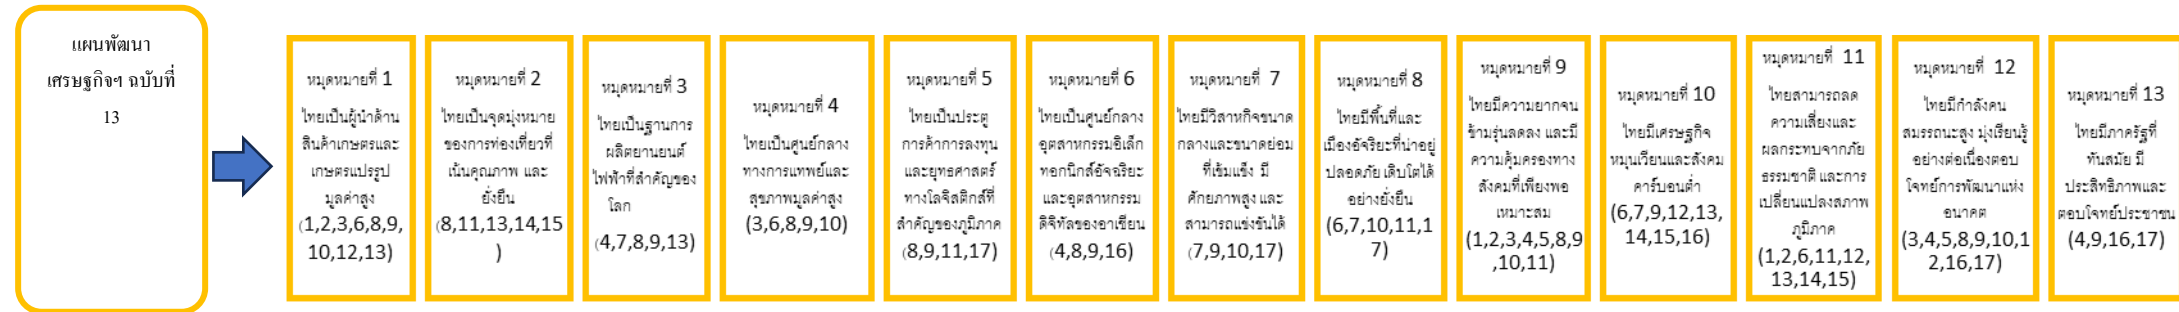 แผนพัฒนา
เศรษฐกิจฯ ฉบับที่
13
หมุดหมายที่ 1
ไทยเป็นผู้นำด้าน
สินค้าเกษตรและ
เกษตรแปรรูป
มูลค่าสูง
(1,2,3,6,8,9,
10,12,13)
หมุดหมายที่ 2
ไทยเป็นจุดมุ่งหมาย
ของการท่องเที่ยวที่
เน้นคุณภาพ และ
ยั่งยืน
(8,11,13,14,15
)
หมุดหมายที่ 3
ไทยเป็นฐานการ
ผลิตยานยนต์
ไฟฟ้าที่สำคัญของ
โลก
(4,7,8,9,13)
หมุดหมายที่ 4
ไทยเป็นศูนย์กลาง
ทางการแพทย์และ
สุขภาพมูลค่าสูง
(3,6,8,9,10)
หมุดหมายที่ 5
ไทยเป็นประตู
การค้าการลงทุน
และยุทธศาสตร์
ทางโลจิสติกส์ที่
สำคัญของภูมิภาค
(8,9,11,17)
หมุดหมายที่ 6
ไทยเป็นศูนย์กลาง
อุตสาหกรรมอิเล็ก
ทอกนิกส์อัจฉริยะ
และอุตสาหกรรม
ดิจิทัลของอาเซียน
(4,8,9,16)
หมุดหมายที่ 7
ไทยมีวิสาหกิจขนาด
กลางและขนาดย่อม
ที่เข้มแข็ง มี
ศักยภาพสูง และ
สามารถแข่งขันได้
(7,9,10,17)
หมุดหมายที่ 8
ไทยมีพื้นที่และ
เมืองอัจริยะที่น่าอยู่
ปลอดภัย เติบโตได้
อย่างยั่งยืน
(6,7,10,11,1
7)
หมุดหมายที่ 9
ไทยมีความยากจน
ข้ามรุ่นลดลง และมี
ความคุ้มครองทาง
สังคมที่เพียงพอ
เหมาะสม
(1,2,3,4,5,8,9
,10,11)
หมุดหมายที่ 10
ไทยมีเศรษฐกิจ
หมุนเวียนและสังคม
คาร์บอนต่ำ
(6,7,9,12,13,
14,15,16)
หมุดหมายที่ 11
ไทยสามารถลด
ความเสี่ยงและ
ผลกระทบจากภัย
ธรรมชาติ และการ
เปลี่ยนแปลงสภาพ
ภูมิภาค
(1,2,6,11,12,
13,14,15)
หมุดหมายที่ 12
ไทยมีกำลังคน
สมรรถนะสูง มุ่งเรียนรู้
อย่างต่อเนื่องตอบ
โจทย์การพัฒนาแห่ง
อนาคต
(3,4,5,8,9,10,1
2,16,17)
หมุดหมายที่ 13
ไทยมีภาครัฐที่
ทันสมัย มี
ประสิทธิภาพและ
ตอบโจทย์ประชาชน
(4,9,16,17)